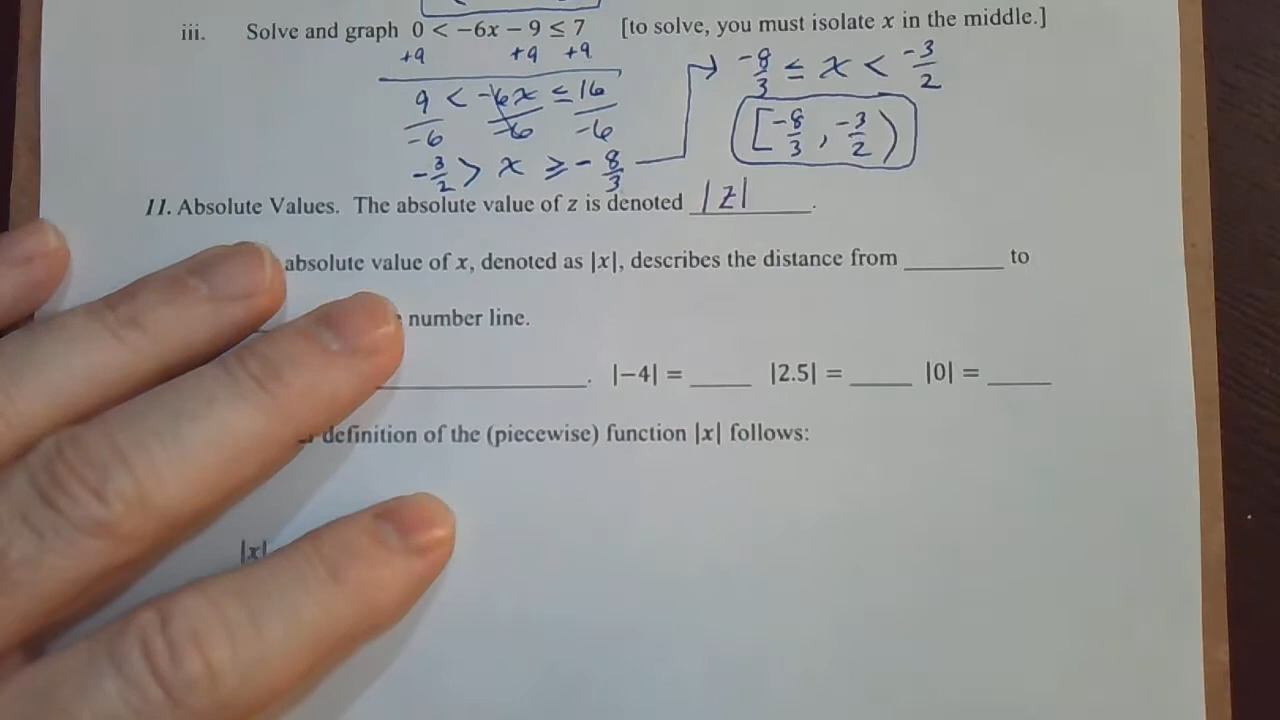 iii. Solve and graph 0 < −6x − 9 ≤ 7 [to solve, you must isolate x in the middle.]
+9 +9 +9
9 < -6x ≤ 16
-6 -6 -6
-3/2 > x ≥ -8/3
-8/3 ≤ x < -3/2
[-8/3, -3/2)
11. Absolute Values. The absolute value of z is denoted |z|.
absolute value of x, denoted as |x|, describes the distance from ________ to
number line.
________. |−4| = _____ |2.5| = _____ |0| = _____
definition of the (piecewise) function |x| follows:
|x|